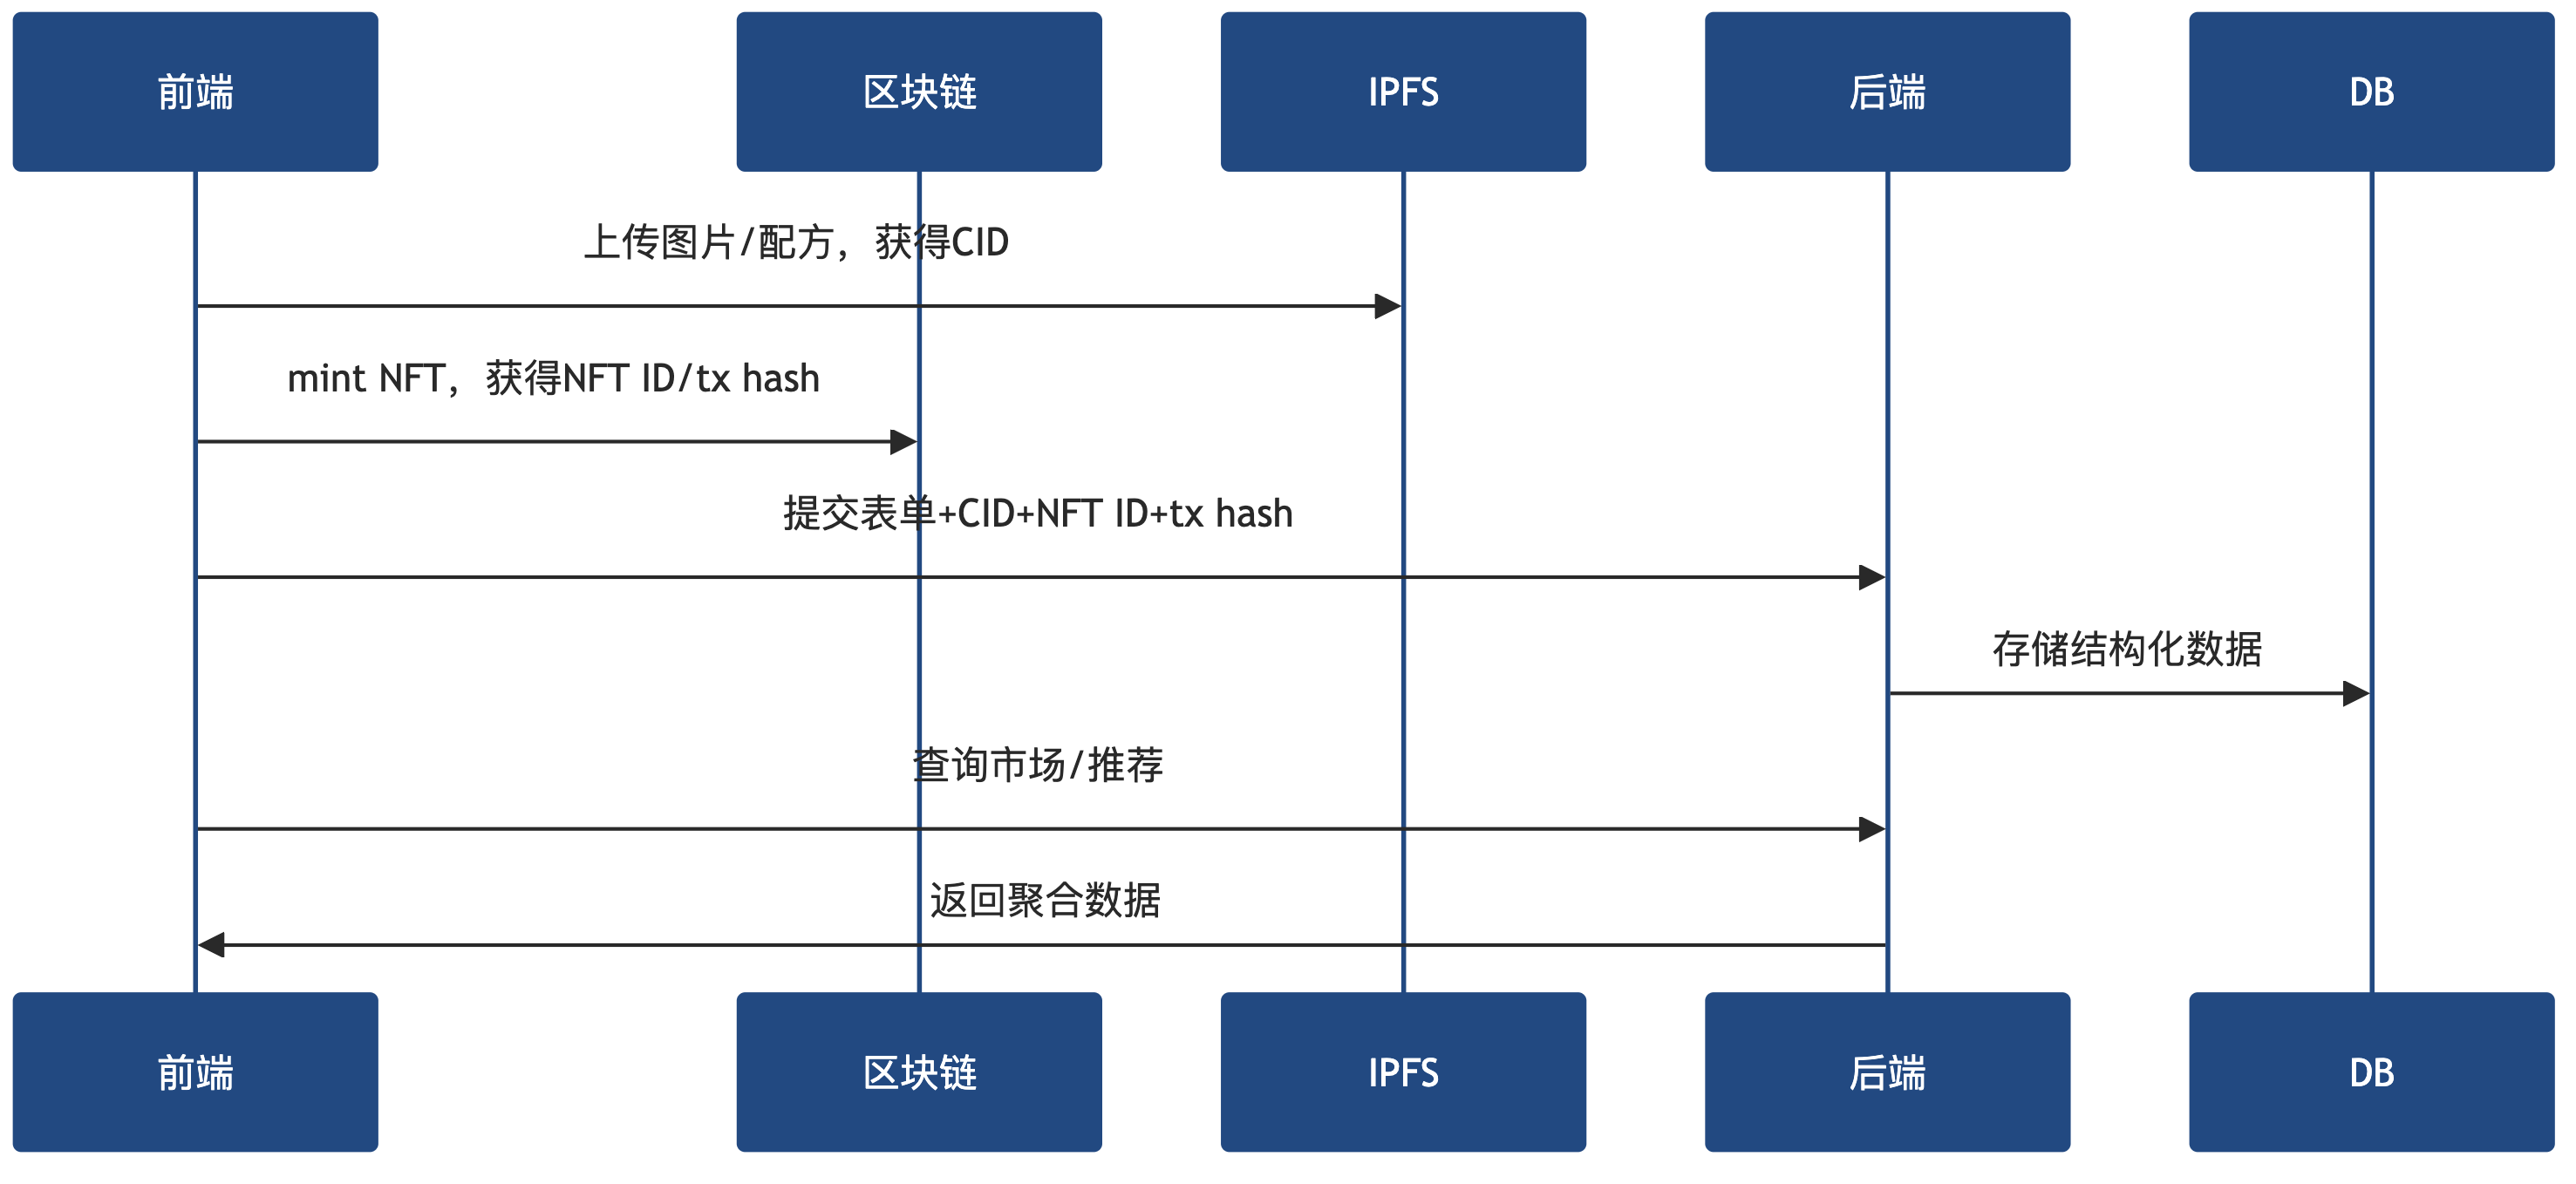 前端
区块链
IPFS
后端
DB
上传图片/配方，获得CID
mint NFT，获得NFT ID/tx hash
提交表单+CID+NFT ID+tx hash
存储结构化数据
查询市场/推荐
返回聚合数据
前端
区块链
IPFS
后端
DB